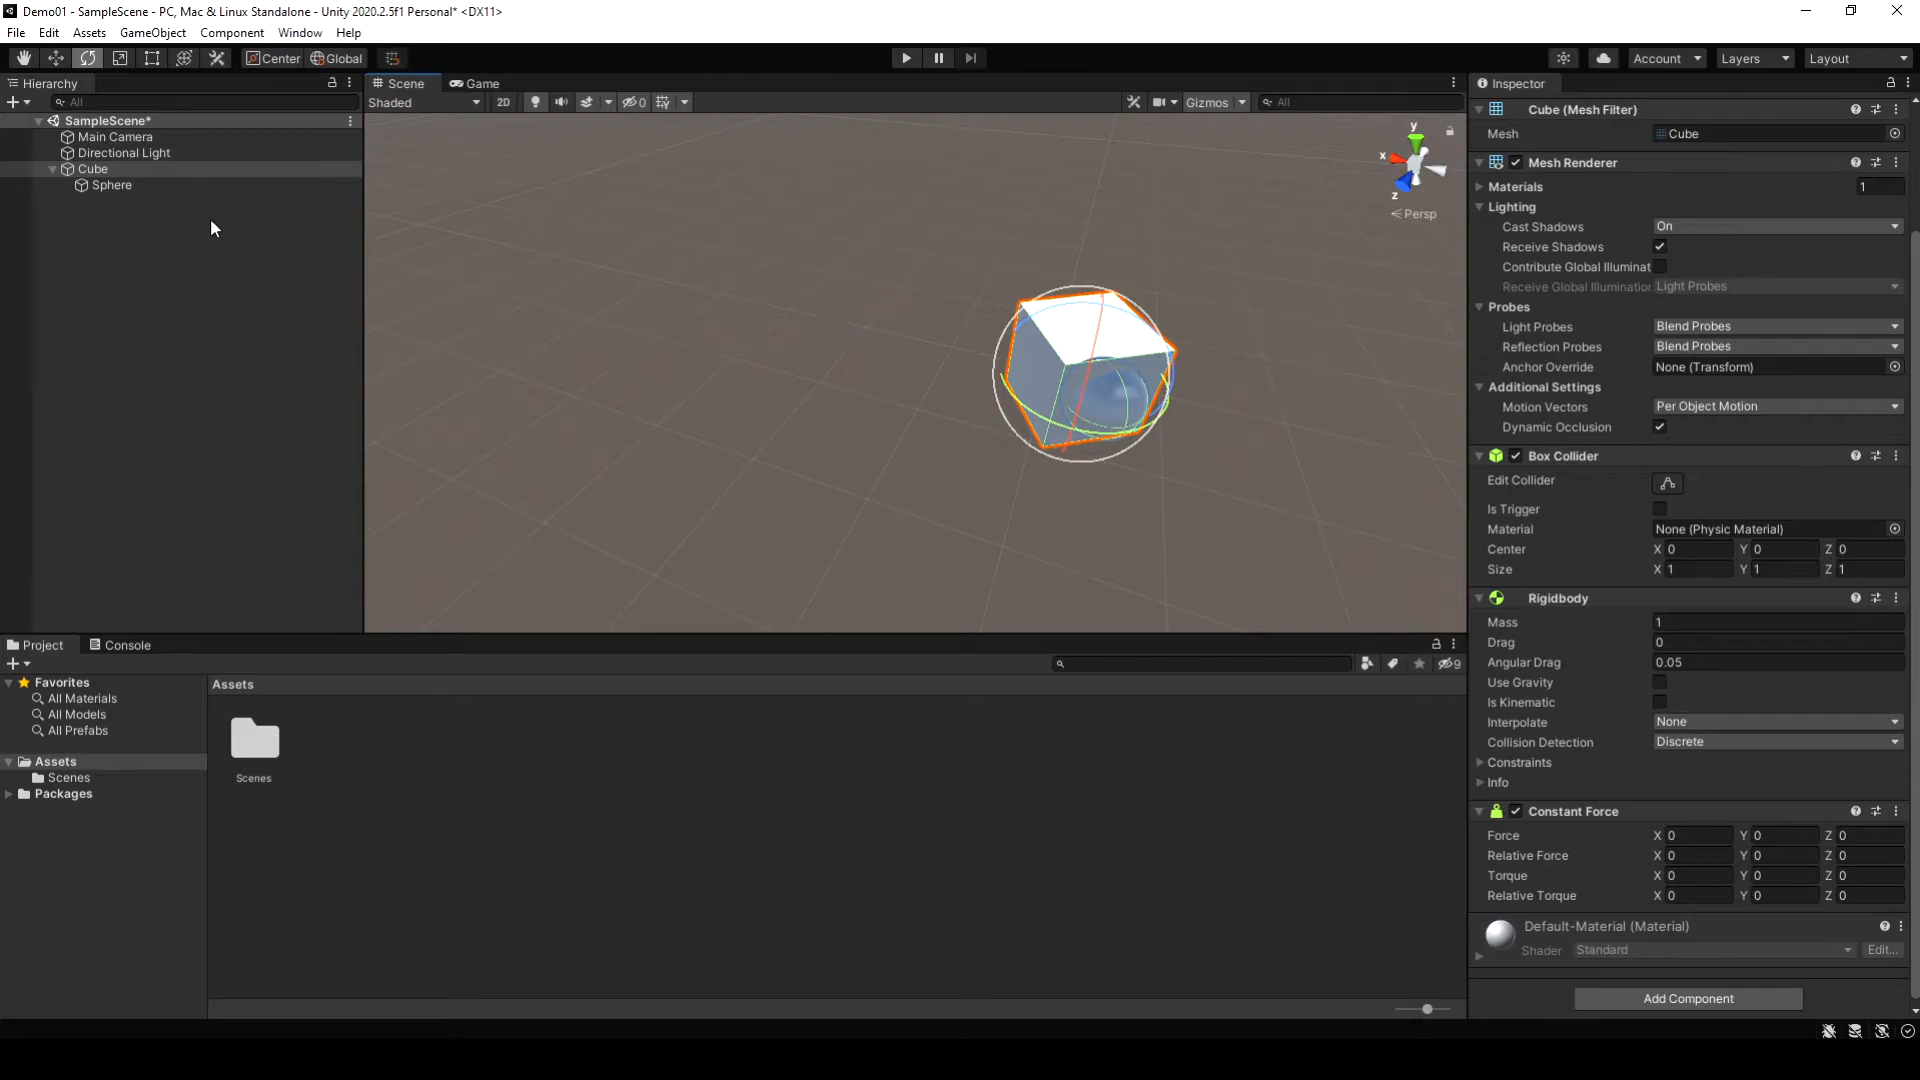 Demo01 - SampleScene - PC, Mac & Linux Standalone - Unity 2020.2.5f1 Personal* <DX11>
File Edit Assets GameObject Component Window Help
Center Global
Account Layers Layout
Hierarchy
All
SampleScene*
Main Camera
Directional Light
Cube
Sphere
Scene Game
Shaded 2D 0 Gizmos All
y
x
z
Persp
Inspector
Cube (Mesh Filter)
Mesh Cube
Mesh Renderer
Materials 1
Lighting
Cast Shadows On
Receive Shadows
Contribute Global Illuminat
Receive Global Illumination Light Probes
Probes
Light Probes Blend Probes
Reflection Probes Blend Probes
Anchor Override None (Transform)
Additional Settings
Motion Vectors Per Object Motion
Dynamic Occlusion
Box Collider
Edit Collider
Is Trigger
Material None (Physic Material)
Center X 0 Y 0 Z 0
Size X 1 Y 1 Z 1
Rigidbody
Mass 1
Drag 0
Angular Drag 0.05
Use Gravity
Is Kinematic
Interpolate None
Collision Detection Discrete
Constraints
Info
Constant Force
Force X 0 Y 0 Z 0
Relative Force X 0 Y 0 Z 0
Torque X 0 Y 0 Z 0
Relative Torque X 0 Y 0 Z 0
Default-Material (Material)
Shader Standard Edit...
Add Component
Project Console
9
Favorites
All Materials
All Models
All Prefabs
Assets
Scenes
Packages
Assets
Scenes